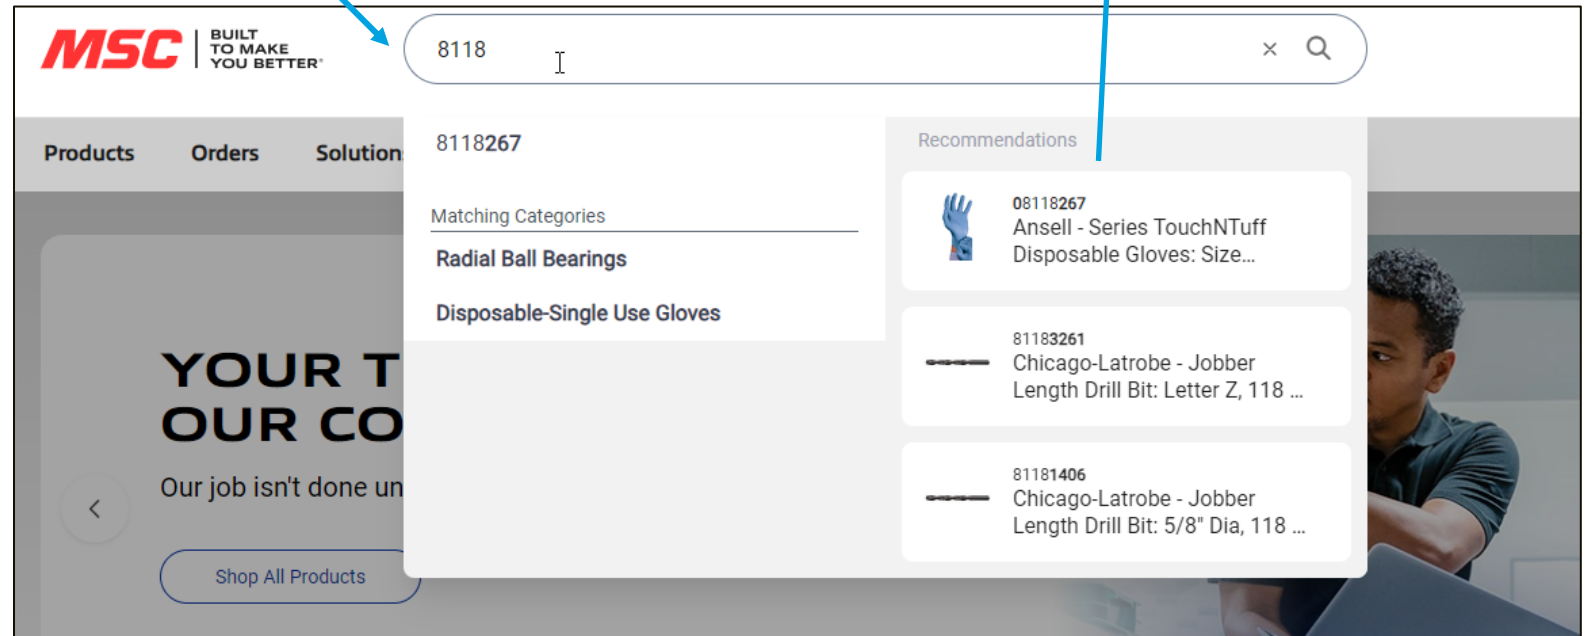 MSC
BUILT
TO MAKE
YOU BETTER®
8118
Products
Orders
Solution
8118267
Matching Categories
Radial Ball Bearings
Disposable-Single Use Gloves
Recommendations
08118267
Ansell - Series TouchNTuff
Disposable Gloves: Size...
81183261
Chicago-Latrobe - Jobber
Length Drill Bit: Letter Z, 118 ...
81181406
Chicago-Latrobe - Jobber
Length Drill Bit: 5/8" Dia, 118 ...
YOUR T
OUR CO
Our job isn't done un
Shop All Products